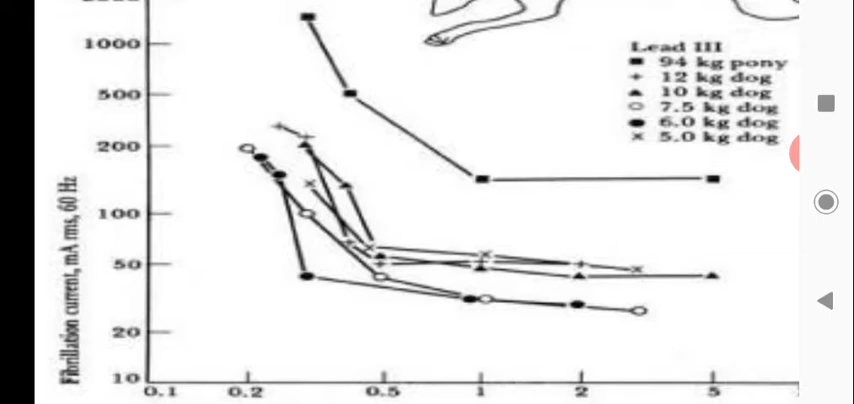 1000
500
200
100
50
20
10
Fibrillation current, mA rms, 60 Hz
Lead III
94 kg pony
12 kg dog
10 kg dog
7.5 kg dog
6.0 kg dog
5.0 kg dog
0.1 0.2 0.5 1 2 5